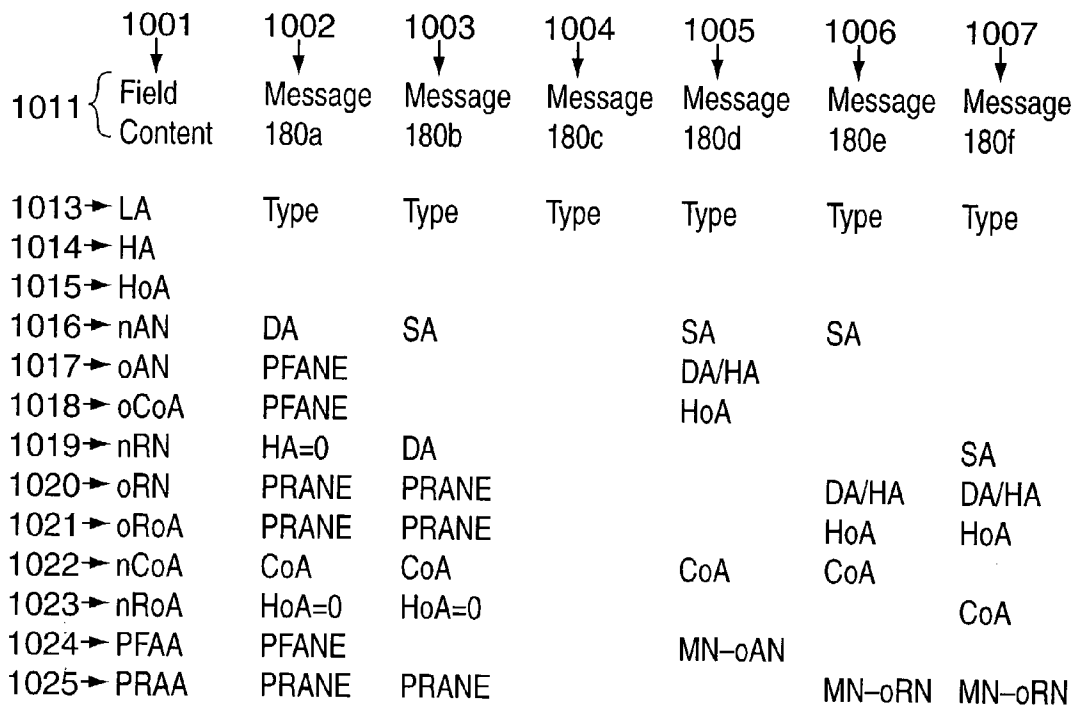 1001 1002 1003 1004 1005 1006 1007
1011 { Field Message Message Message Message Message Message
Content 180a 180b 180c 180d 180e 180f
1013 → LA Type Type Type Type Type Type
1014 → HA
1015 → HoA
1016 → nAN DA SA SA SA
1017 → oAN PFANE DA/HA
1018 → oCoA PFANE HoA
1019 → nRN HA=0 DA SA
1020 → oRN PRANE PRANE DA/HA DA/HA
1021 → oRoA PRANE PRANE HoA HoA
1022 → nCoA CoA CoA CoA CoA
1023 → nRoA HoA=0 HoA=0 CoA
1024 → PFAA PFANE MN–oAN
1025 → PRAA PRANE PRANE MN–oRN MN–oRN